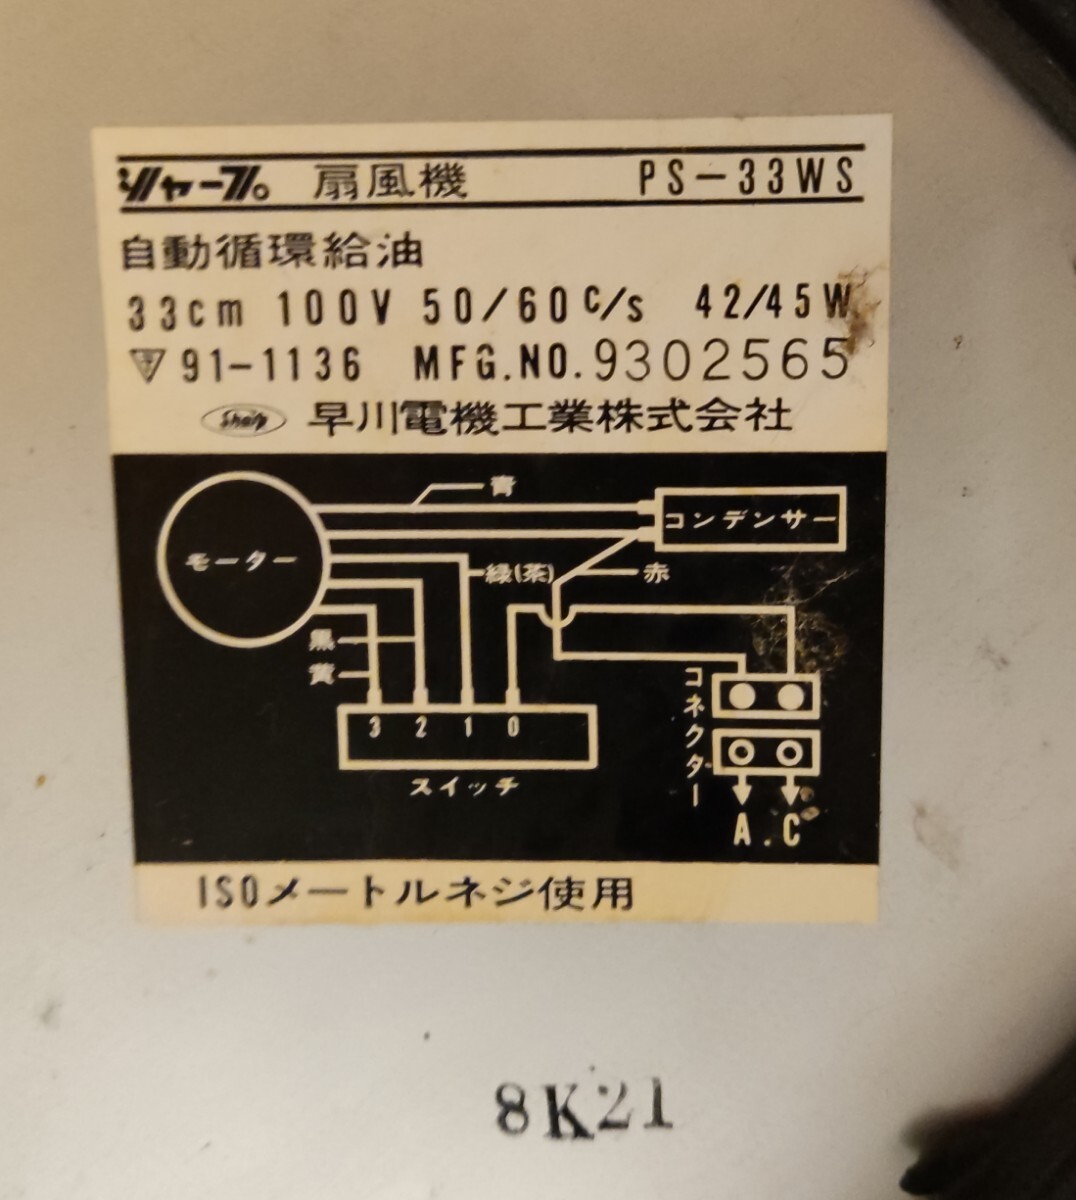 シャープ 扇風機 PS-33WS
自動循環給油
33cm 100V 50/60c/s 42/45W
91-1136 MFG.NO.9302565
Sharp 早川電機工業株式会社
青
コンデンサー
モーター
緑(茶)
赤
黒
黄
コネクター
3 2 1 0
スイッチ
A.C
ISOメートルネジ使用
8K21